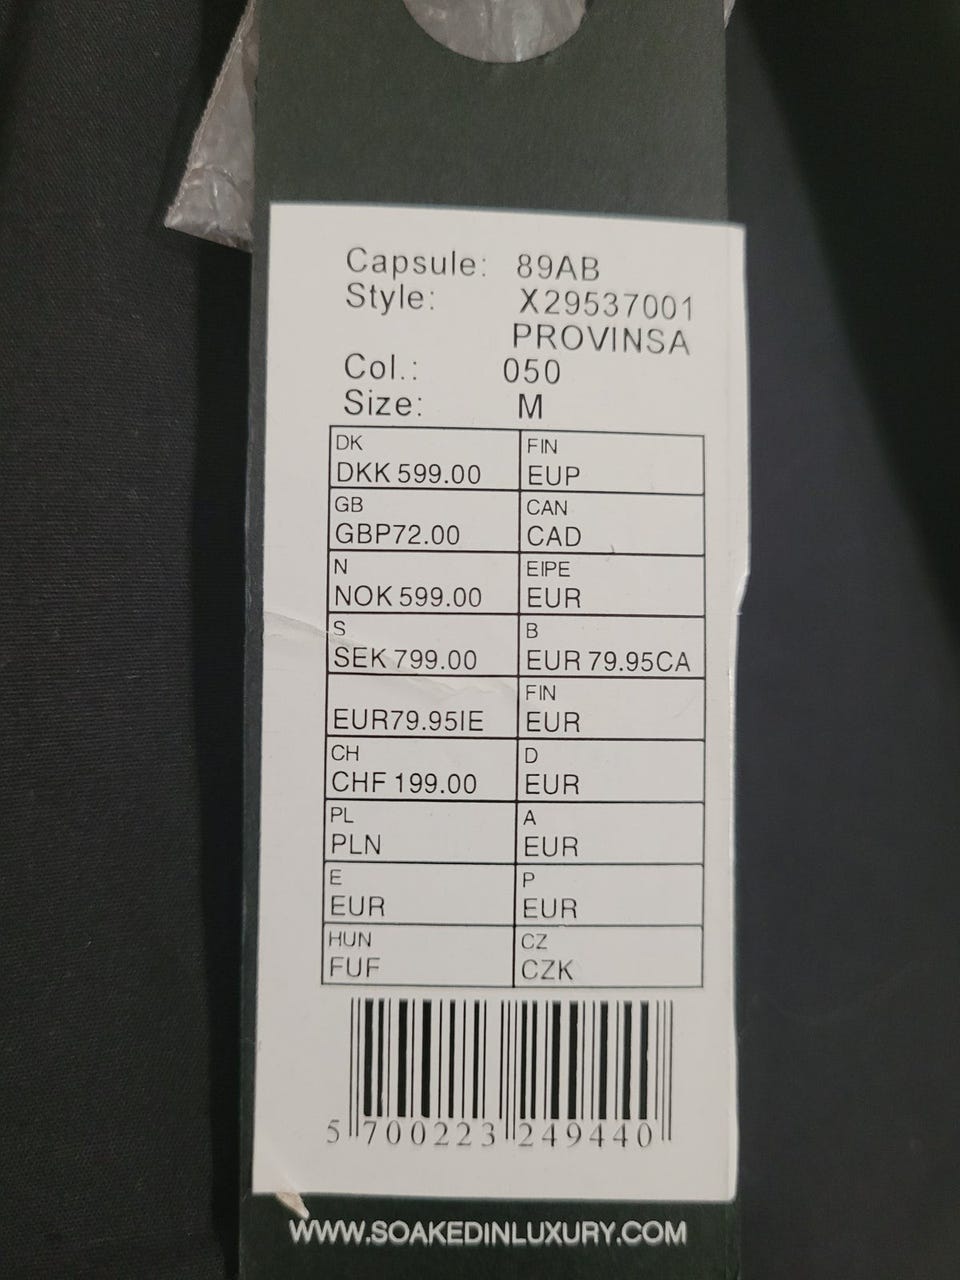 Capsule: 89AB
Style: X29537001
PROVINSA
Col.: 050
Size: M
DK FIN
DKK 599.00 EUP
GB CAN
GBP72.00 CAD
N EIPE
NOK 599.00 EUR
S B
SEK 799.00 EUR 79.95CA
FIN
EUR79.95IE EUR
CH D
CHF 199.00 EUR
PL A
PLN EUR
E P
EUR EUR
HUN CZ
FUF CZK
5 700223 249440
WWW.SOAKEDINLUXURY.COM